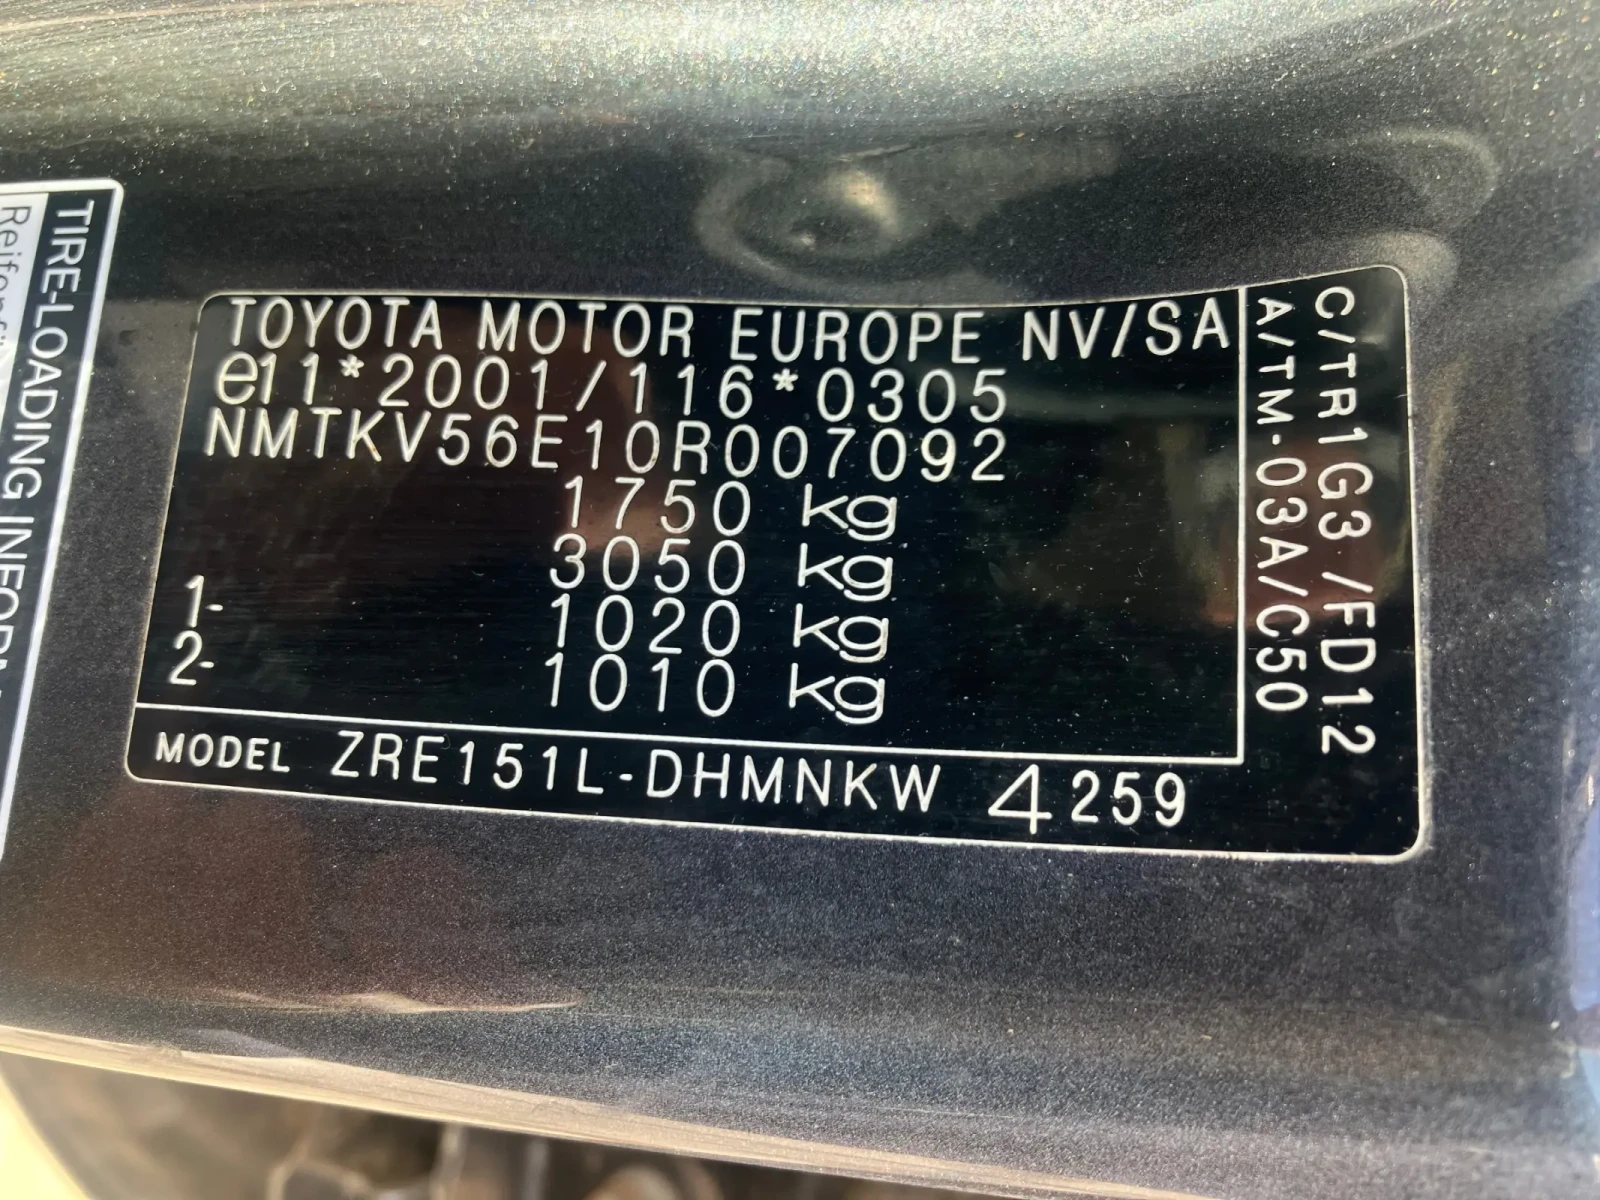 TOYOTA MOTOR EUROPE NV/SA
e11*2001/116*0305
NMTKV56E10R007092
1750 kg
3050 kg
1- 1020 kg
2- 1010 kg
MODEL ZRE151L-DHMNKW 4259
C/TR1G3 /FD12
A/TM-03A/C50
TIRE-LOADING